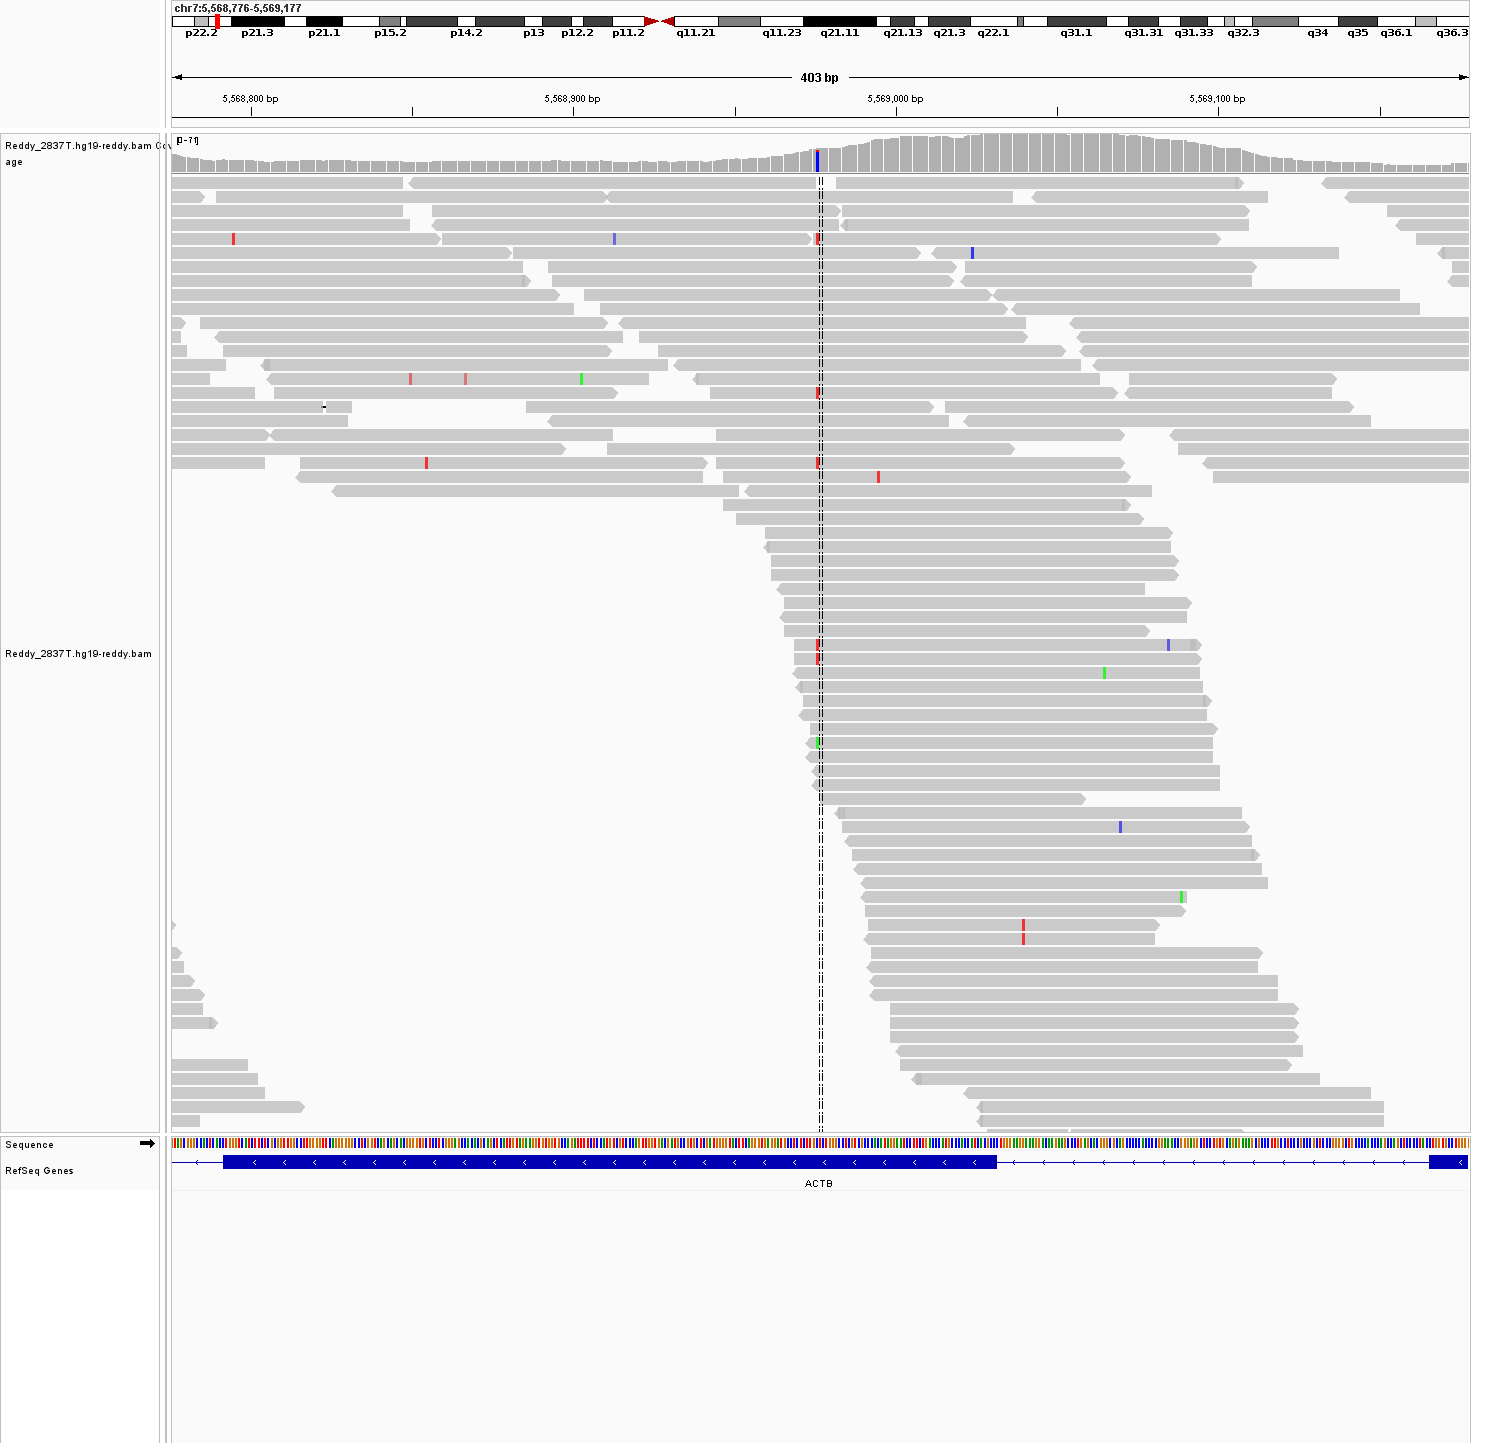 chr7:5,568,776-5,569,177
p22.2 p21.3 p21.1 p15.2 p14.2 p13 p12.2 p11.2 q11.21 q11.23 q21.11 q21.13 q21.3 q22.1 q31.1 q31.31 q31.33 q32.3 q34 q35 q36.1 q36.3
403 bp
5,568,800 bp 5,568,900 bp 5,569,000 bp 5,569,100 bp
[0-71]
Reddy_2837T.hg19-reddy.bam Cov
age
Reddy_2837T.hg19-reddy.bam
Sequence
RefSeq Genes
ACTB